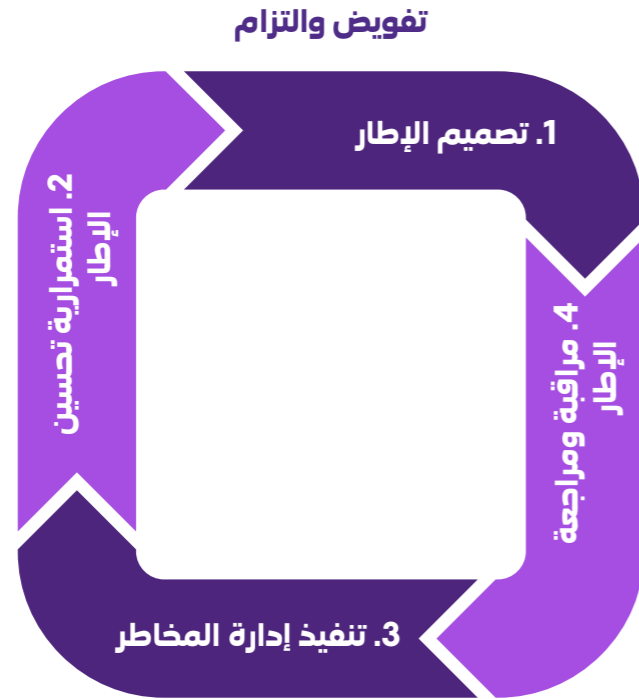 تفويض والتزام
1. تصميم الإطار
2. استمرارية تحسين
الإطار
4. مراقبة ومراجعة
الإطار
3. تنفيذ إدارة المخاطر